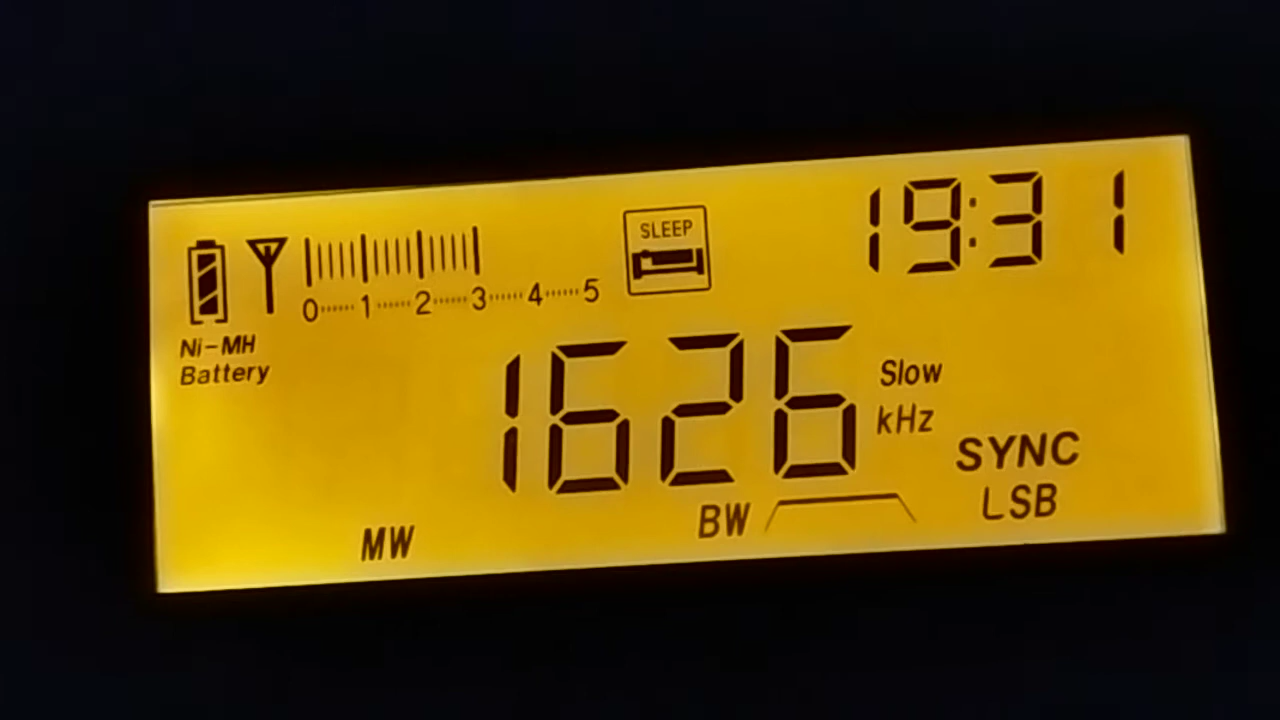 SLEEP
19:31 1
0 1 2 3 4 5
Ni-MH
Battery
1626
Slow
kHz
SYNC
LSB
BW
MW